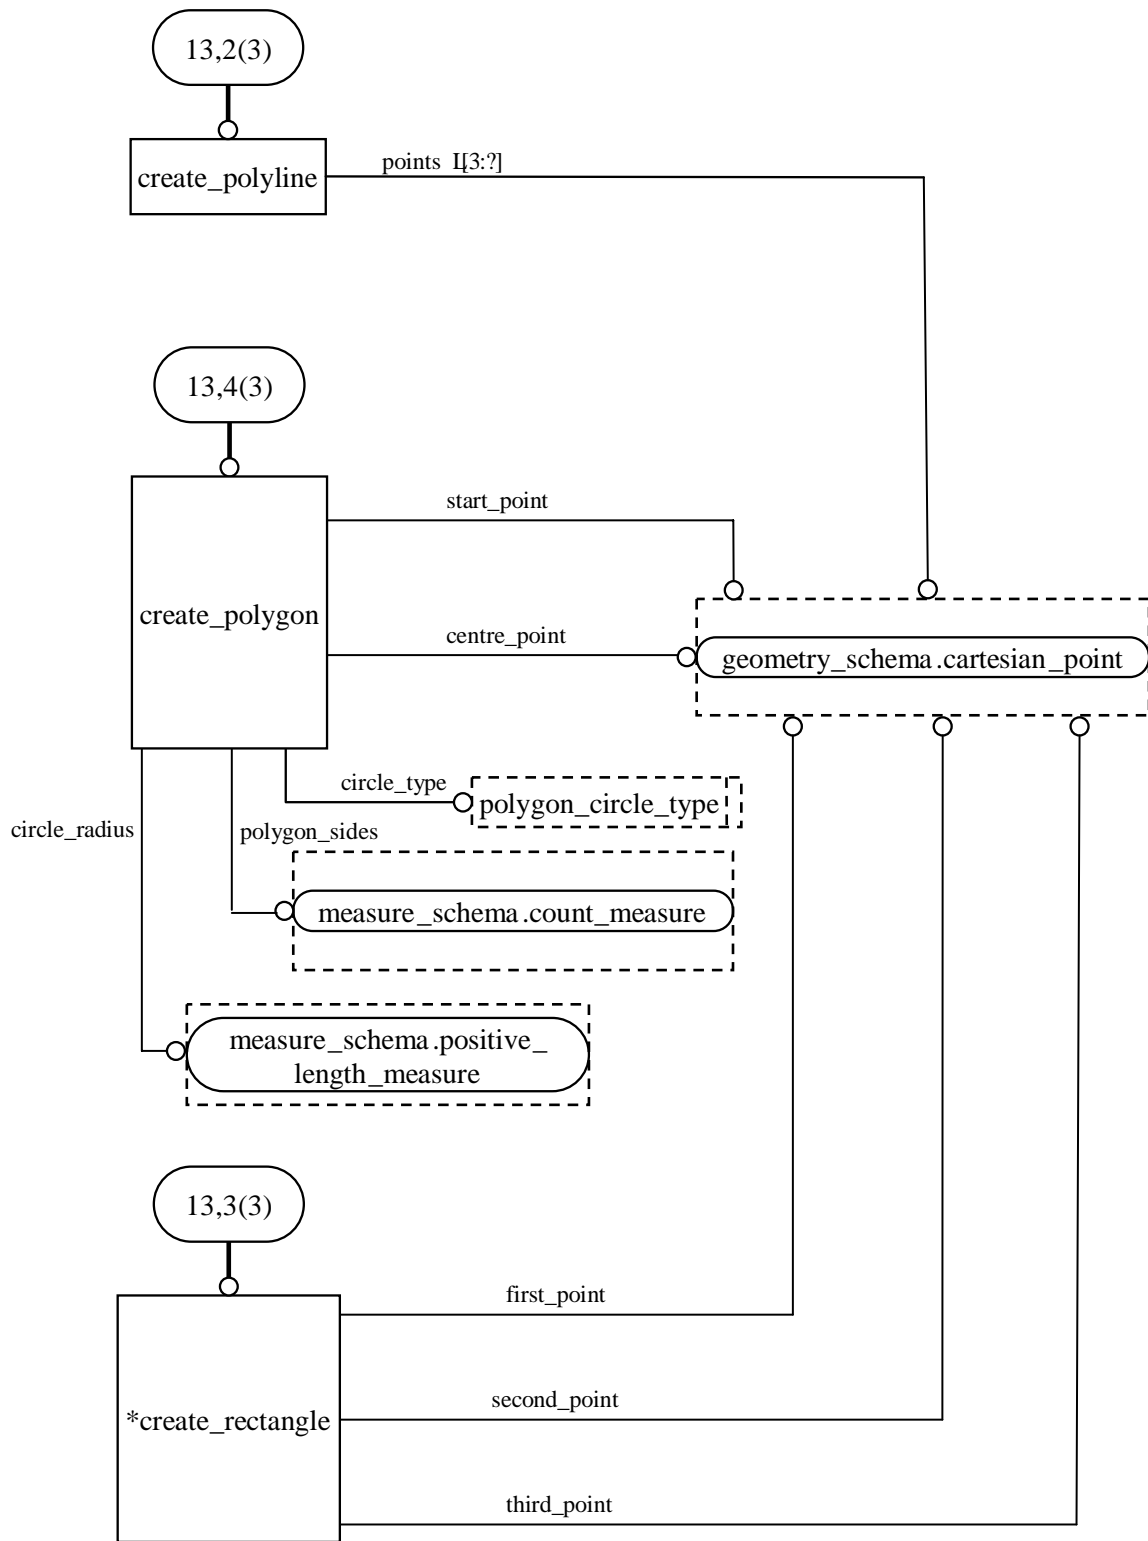 13,2(3)
create_polyline
points L[3:?]
13,4(3)
create_polygon
start_point
centre_point
geometry_schema.cartesian_point
circle_type
polygon_circle_type
circle_radius
polygon_sides
measure_schema.count_measure
measure_schema.positive_
length_measure
13,3(3)
*create_rectangle
first_point
second_point
third_point